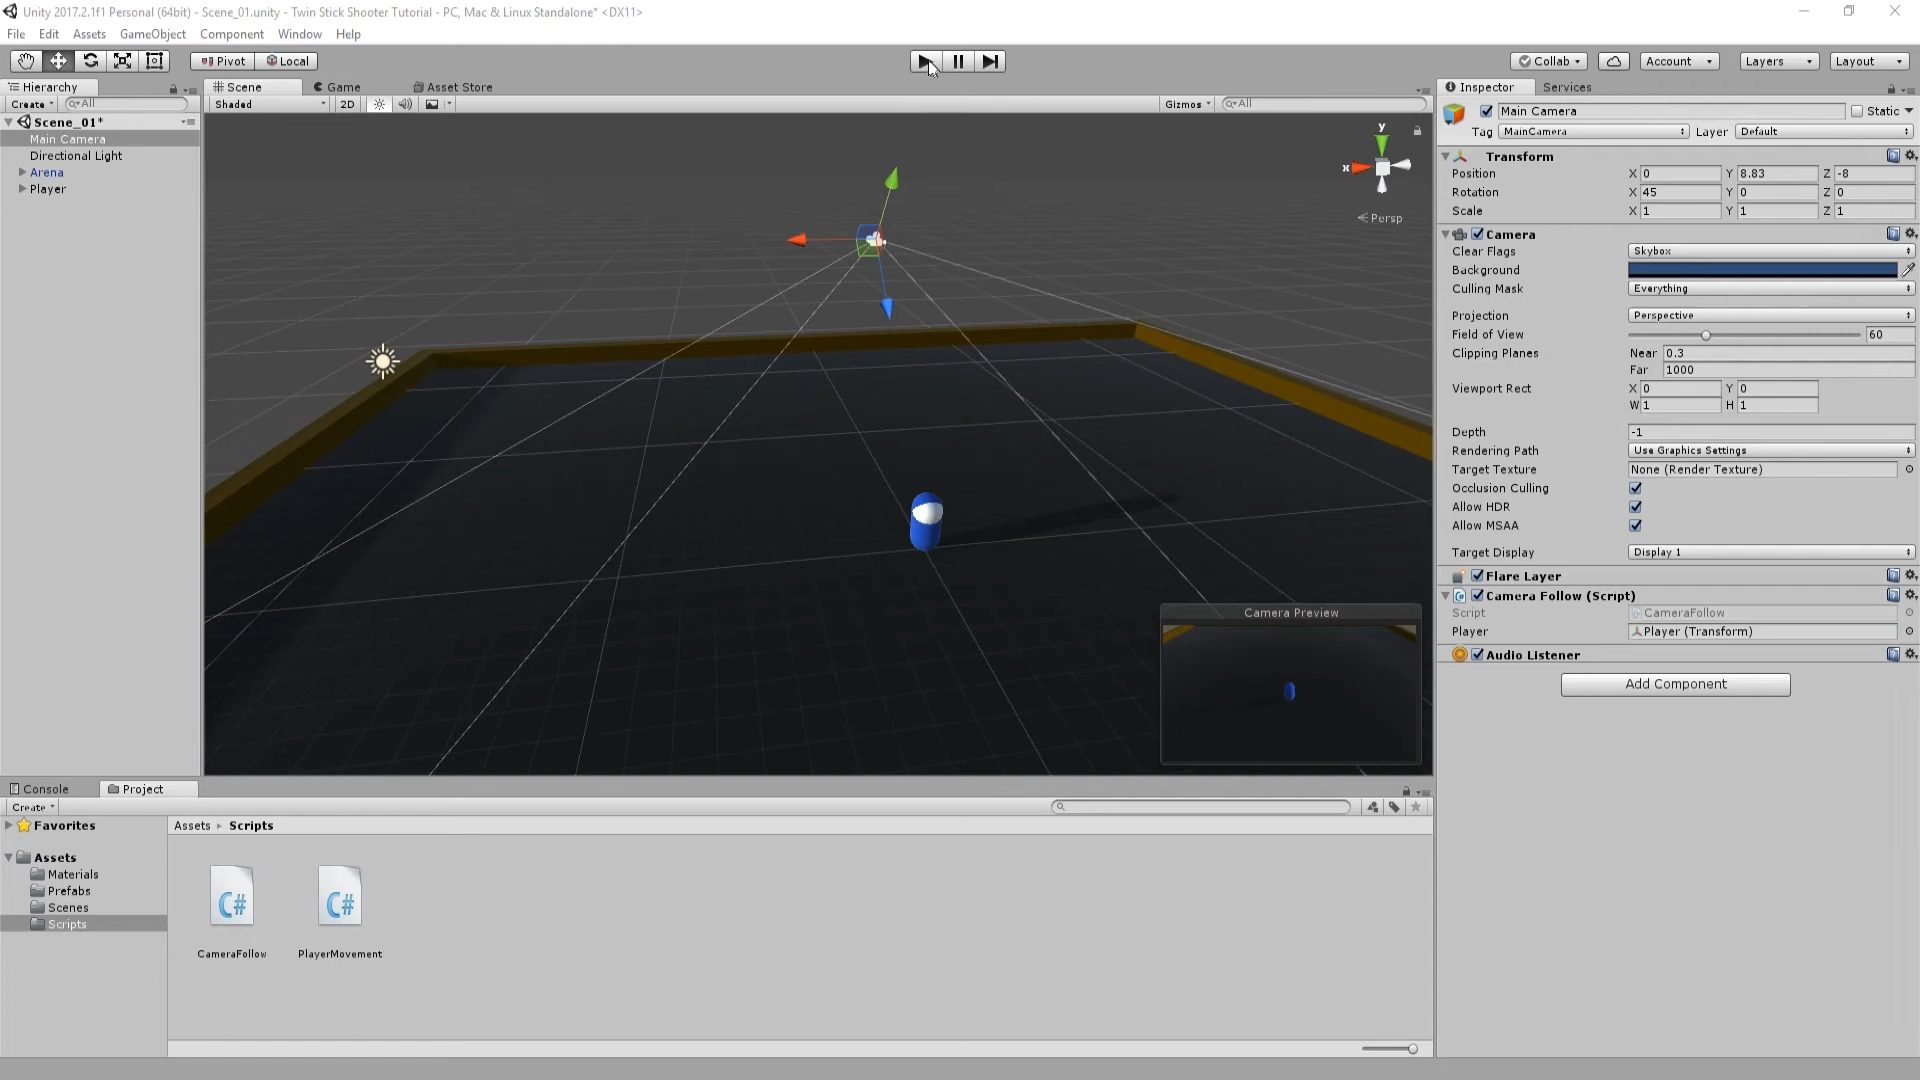 Unity 2017.2.1f1 Personal (64bit) - Scene_01.unity - Twin Stick Shooter Tutorial - PC, Mac & Linux Standalone* <DX11>
File Edit Assets GameObject Component Window Help
Pivot Local Collab Account Layers Layout
Hierarchy Scene Game Asset Store Inspector Services
Create All Shaded 2D Gizmos All
Scene_01*
Main Camera
Directional Light
Arena
Player
y
x
Persp
Camera Preview
Main Camera Static
Tag MainCamera Layer Default
Transform
Position X 0 Y 8.83 Z -8
Rotation X 45 Y 0 Z 0
Scale X 1 Y 1 Z 1
Camera
Clear Flags Skybox
Background
Culling Mask Everything
Projection Perspective
Field of View 60
Clipping Planes Near 0.3
Far 1000
Viewport Rect X 0 Y 0
W 1 H 1
Depth -1
Rendering Path Use Graphics Settings
Target Texture None (Render Texture)
Occlusion Culling
Allow HDR
Allow MSAA
Target Display Display 1
Flare Layer
Camera Follow (Script)
Script CameraFollow
Player Player (Transform)
Audio Listener
Add Component
Console Project
Create
Favorites
Assets
Materials
Prefabs
Scenes
Scripts
Assets Scripts
C# C#
CameraFollow PlayerMovement